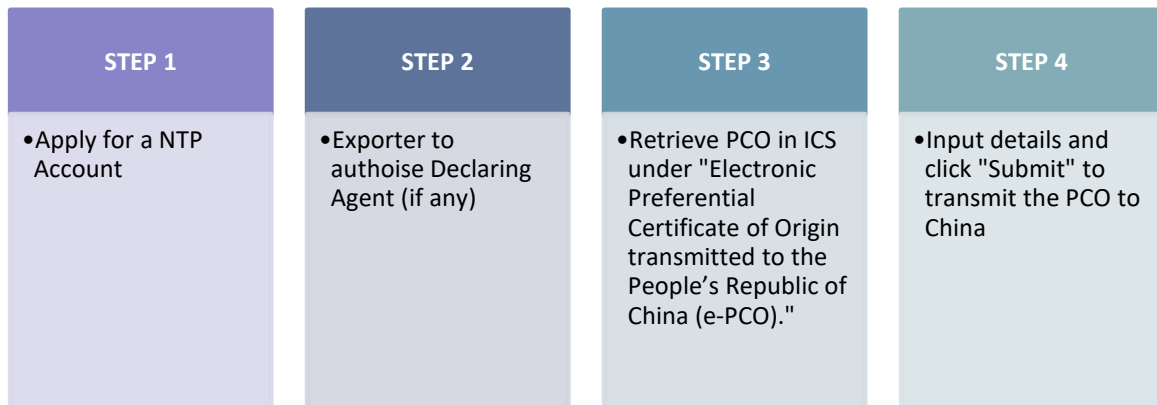 STEP 1
•Apply for a NTP
Account
STEP 2
•Exporter to
authoise Declaring
Agent (if any)
STEP 3
•Retrieve PCO in ICS
under "Electronic
Preferential
Certificate of Origin
transmitted to the
People’s Republic of
China (e-PCO)."
STEP 4
•Input details and
click "Submit" to
transmit the PCO to
China